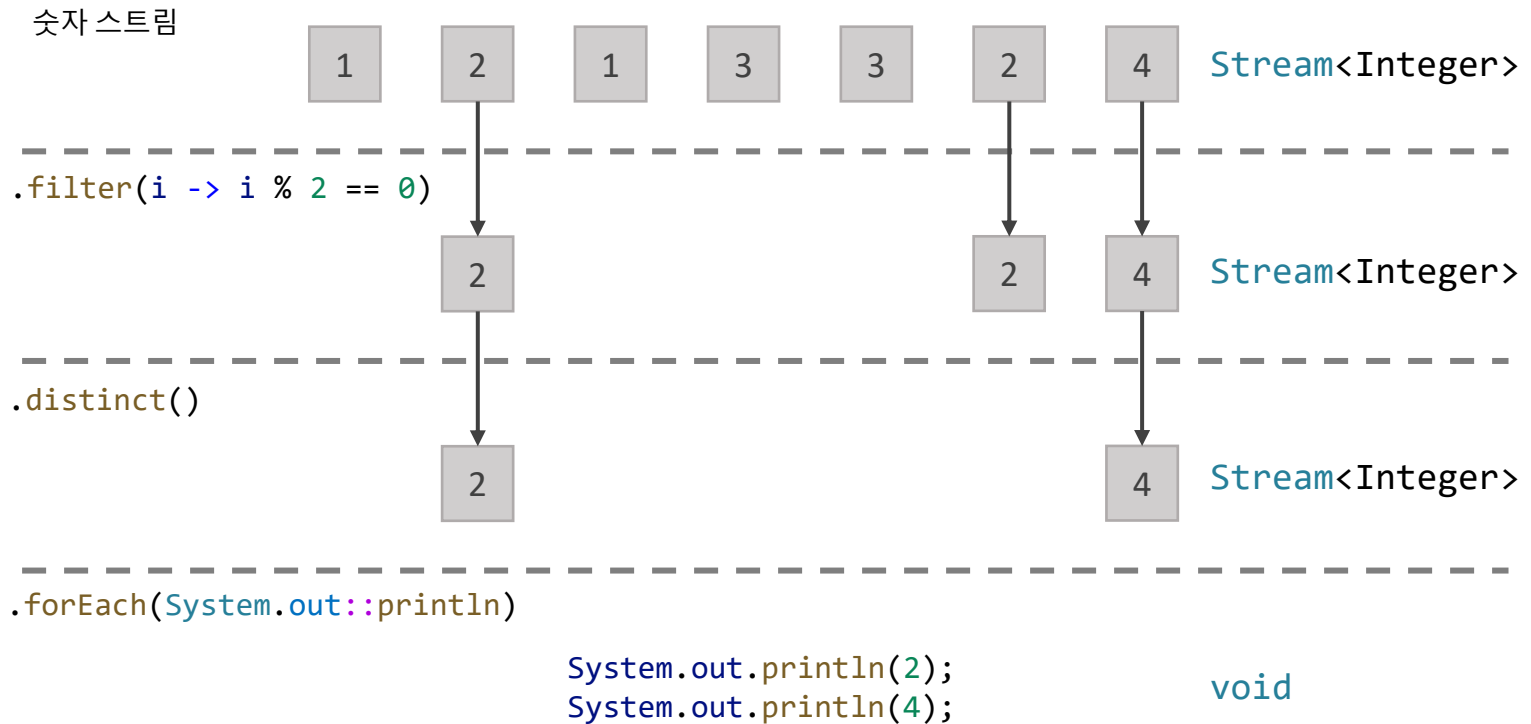 숫자 스트림
1 2 1 3 3 2 4 Stream<Integer>
.filter(i -> i % 2 == 0)
2 2 4 Stream<Integer>
.distinct()
2 4 Stream<Integer>
.forEach(System.out::println)
System.out.println(2);
System.out.println(4);
void